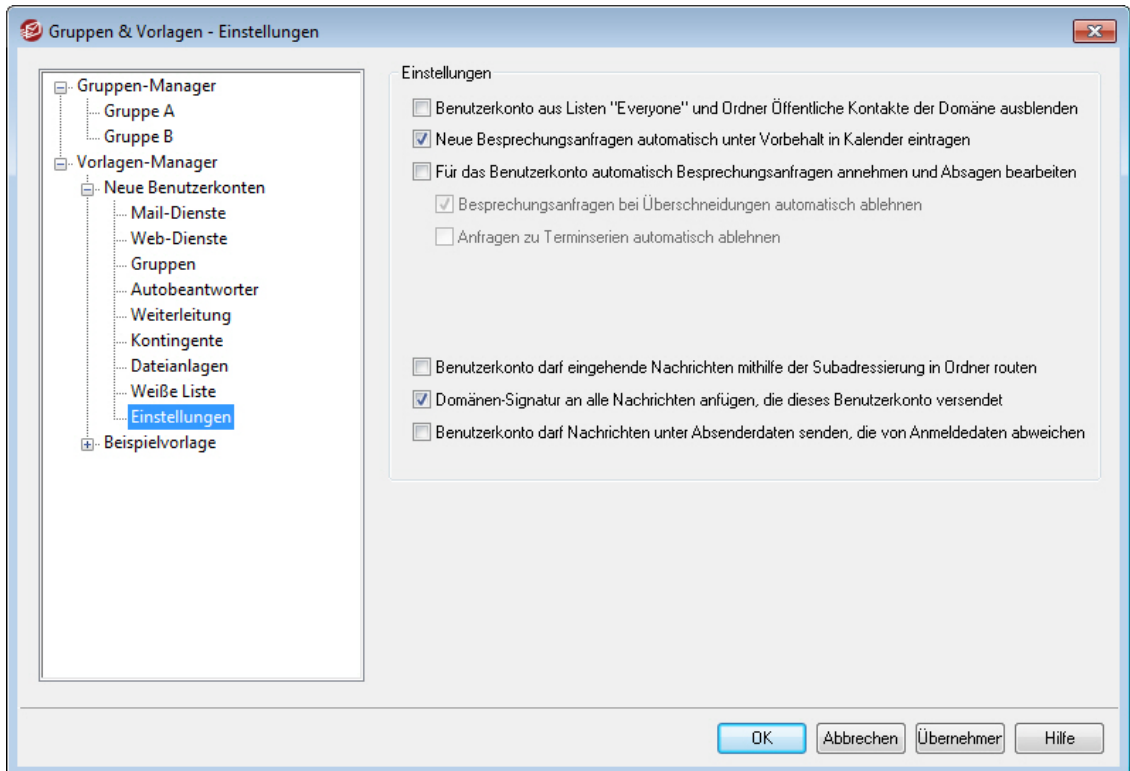 Gruppen & Vorlagen - Einstellungen
Gruppen-Manager
Gruppe A
Gruppe B
Vorlagen-Manager
Neue Benutzerkonten
Mail-Dienste
Web-Dienste
Gruppen
Autobeantworter
Weiterleitung
Kontingente
Dateianlagen
Weiße Liste
Einstellungen
Beispielvorlage
Einstellungen
Benutzerkonto aus Listen "Everyone" und Ordner Öffentliche Kontakte der Domäne ausblenden
Neue Besprechungsanfragen automatisch unter Vorbehalt in Kalender eintragen
Für das Benutzerkonto automatisch Besprechungsanfragen annehmen und Absagen bearbeiten
Besprechungsanfragen bei Überschneidungen automatisch ablehnen
Anfragen zu Terminserien automatisch ablehnen
Benutzerkonto darf eingehende Nachrichten mithilfe der Subadressierung in Ordner routen
Domänen-Signatur an alle Nachrichten anfügen, die dieses Benutzerkonto versendet
Benutzerkonto darf Nachrichten unter Absenderdaten senden, die von Anmeldedaten abweichen
OK
Abbrechen
Übernehmer
Hilfe